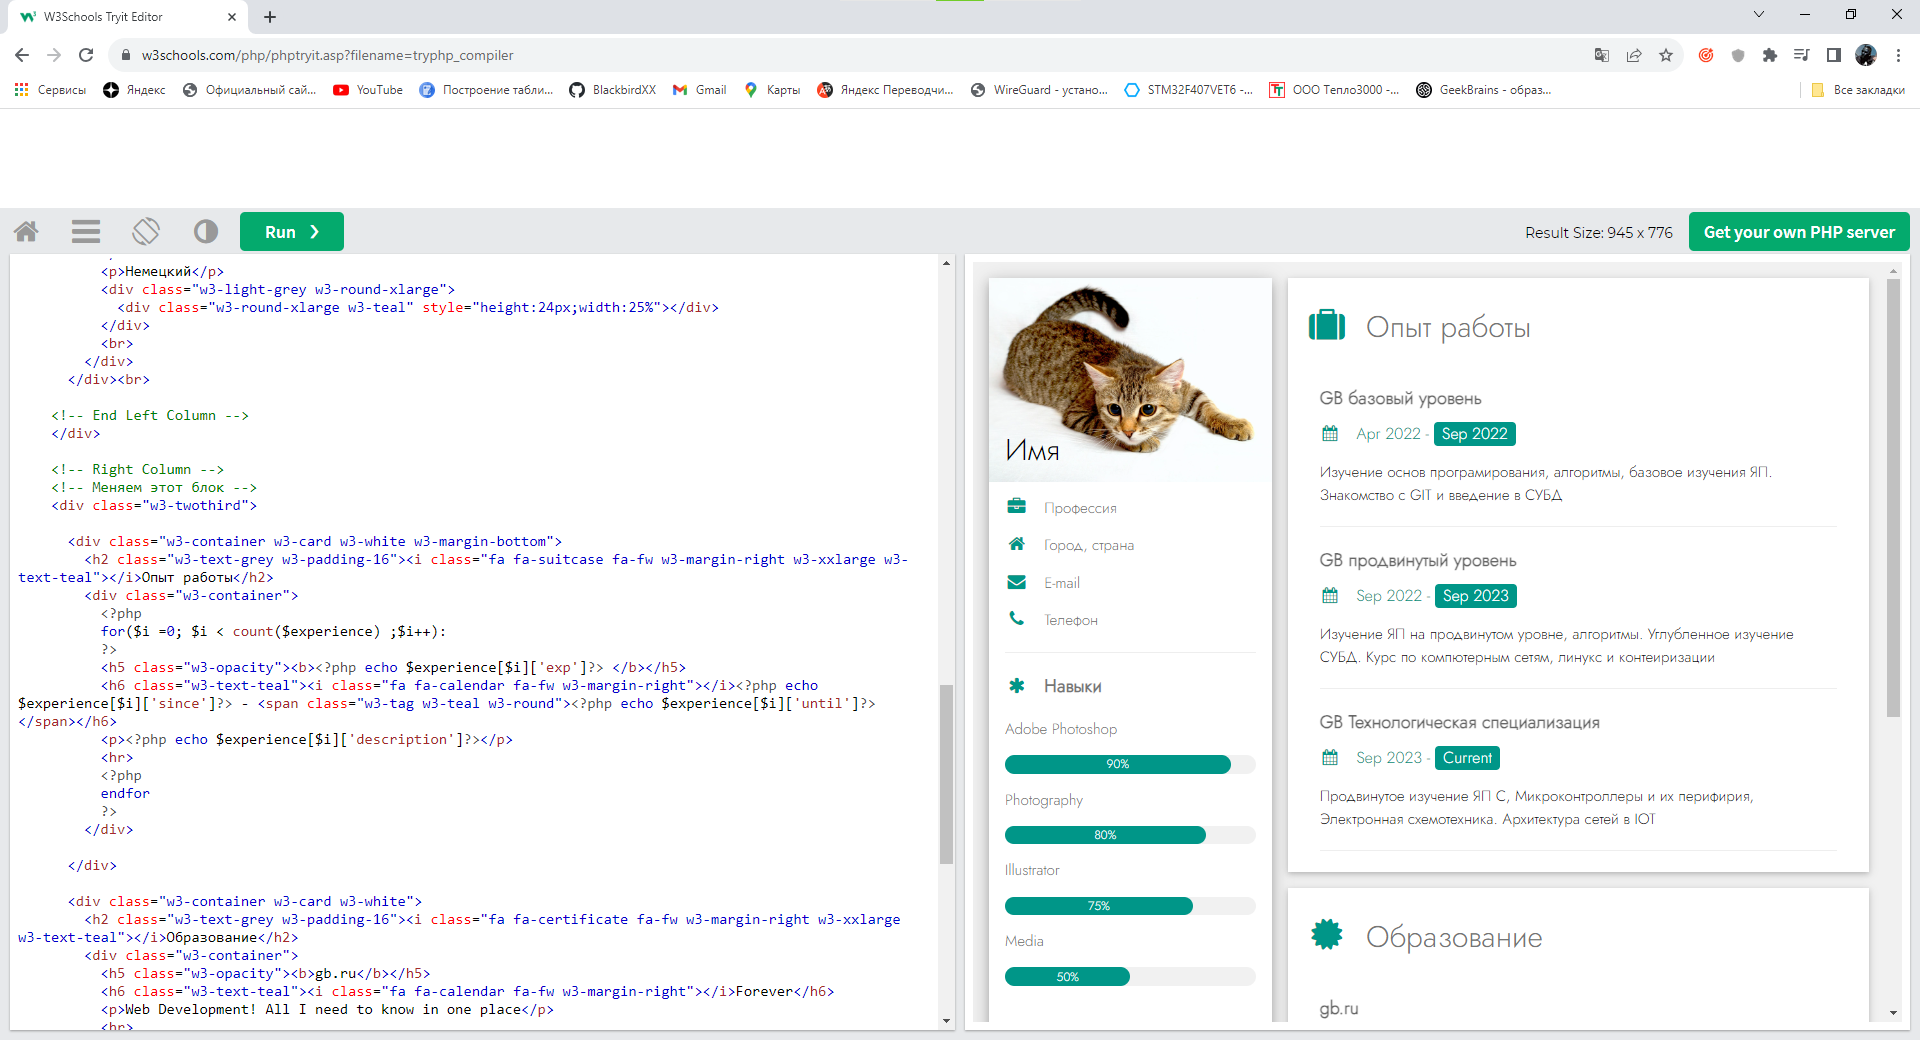 W3Schools Tryit Editor
w3schools.com/php/phptryit.asp?filename=tryphp_compiler
Сервисы
Яндекс
Официальный сай...
YouTube
Построение табли...
BlackbirdXX
Gmail
Карты
Яндекс Переводчи...
WireGuard - устано...
STM32F407VET6 -...
ООО Тепло3000 -...
GeekBrains - образ...
Все закладки
Run ❯
Result Size: 945 x 776
Get your own PHP server
<p>Немецкий</p>
<div class="w3-light-grey w3-round-xlarge">
<div class="w3-round-xlarge w3-teal" style="height:24px;width:25%"></div>
</div>
<br>
</div>
</div><br>
<!-- End Left Column -->
</div>
<!-- Right Column -->
<!-- Меняем этот блок -->
<div class="w3-twothird">
<div class="w3-container w3-card w3-white w3-margin-bottom">
<h2 class="w3-text-grey w3-padding-16"><i class="fa fa-suitcase fa-fw w3-margin-right w3-xxlarge w3-
text-teal"></i>Опыт работы</h2>
<div class="w3-container">
<?php
for($i =0; $i < count($experience) ;$i++):
?>
<h5 class="w3-opacity"><b><?php echo $experience[$i]['exp']?> </b></h5>
<h6 class="w3-text-teal"><i class="fa fa-calendar fa-fw w3-margin-right"></i><?php echo
$experience[$i]['since']?> - <span class="w3-tag w3-teal w3-round"><?php echo $experience[$i]['until']?>
</span></h6>
<p><?php echo $experience[$i]['description']?></p>
<hr>
<?php
endfor
?>
</div>
</div>
<div class="w3-container w3-card w3-white">
<h2 class="w3-text-grey w3-padding-16"><i class="fa fa-certificate fa-fw w3-margin-right w3-xxlarge
w3-text-teal"></i>Образование</h2>
<div class="w3-container">
<h5 class="w3-opacity"><b>gb.ru</b></h5>
<h6 class="w3-text-teal"><i class="fa fa-calendar fa-fw w3-margin-right"></i>Forever</h6>
<p>Web Development! All I need to know in one place</p>
<hr>
Имя
Профессия
Город, страна
E-mail
Телефон
Навыки
Adobe Photoshop
90%
Photography
80%
Illustrator
75%
Media
50%
Опыт работы
GB базовый уровень
Apr 2022 - Sep 2022
Изучение основ програмирования, алгоритмы, базовое изучения ЯП.
Знакомство с GIT и введение в СУБД
GB продвинутый уровень
Sep 2022 - Sep 2023
Изучение ЯП на продвинутом уровне, алгоритмы. Углубленное изучение
СУБД. Курс по компютерным сетям, линукс и контеиризации
GB Технологическая специализация
Sep 2023 - Current
Продвинутое изучение ЯП С, Микроконтроллеры и их перифирия,
Электронная схемотехника. Архитектура сетей в IOT
Образование
gb.ru